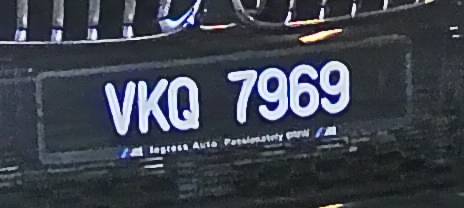 VKQ 7969
Ingress Auto Passionately BMW